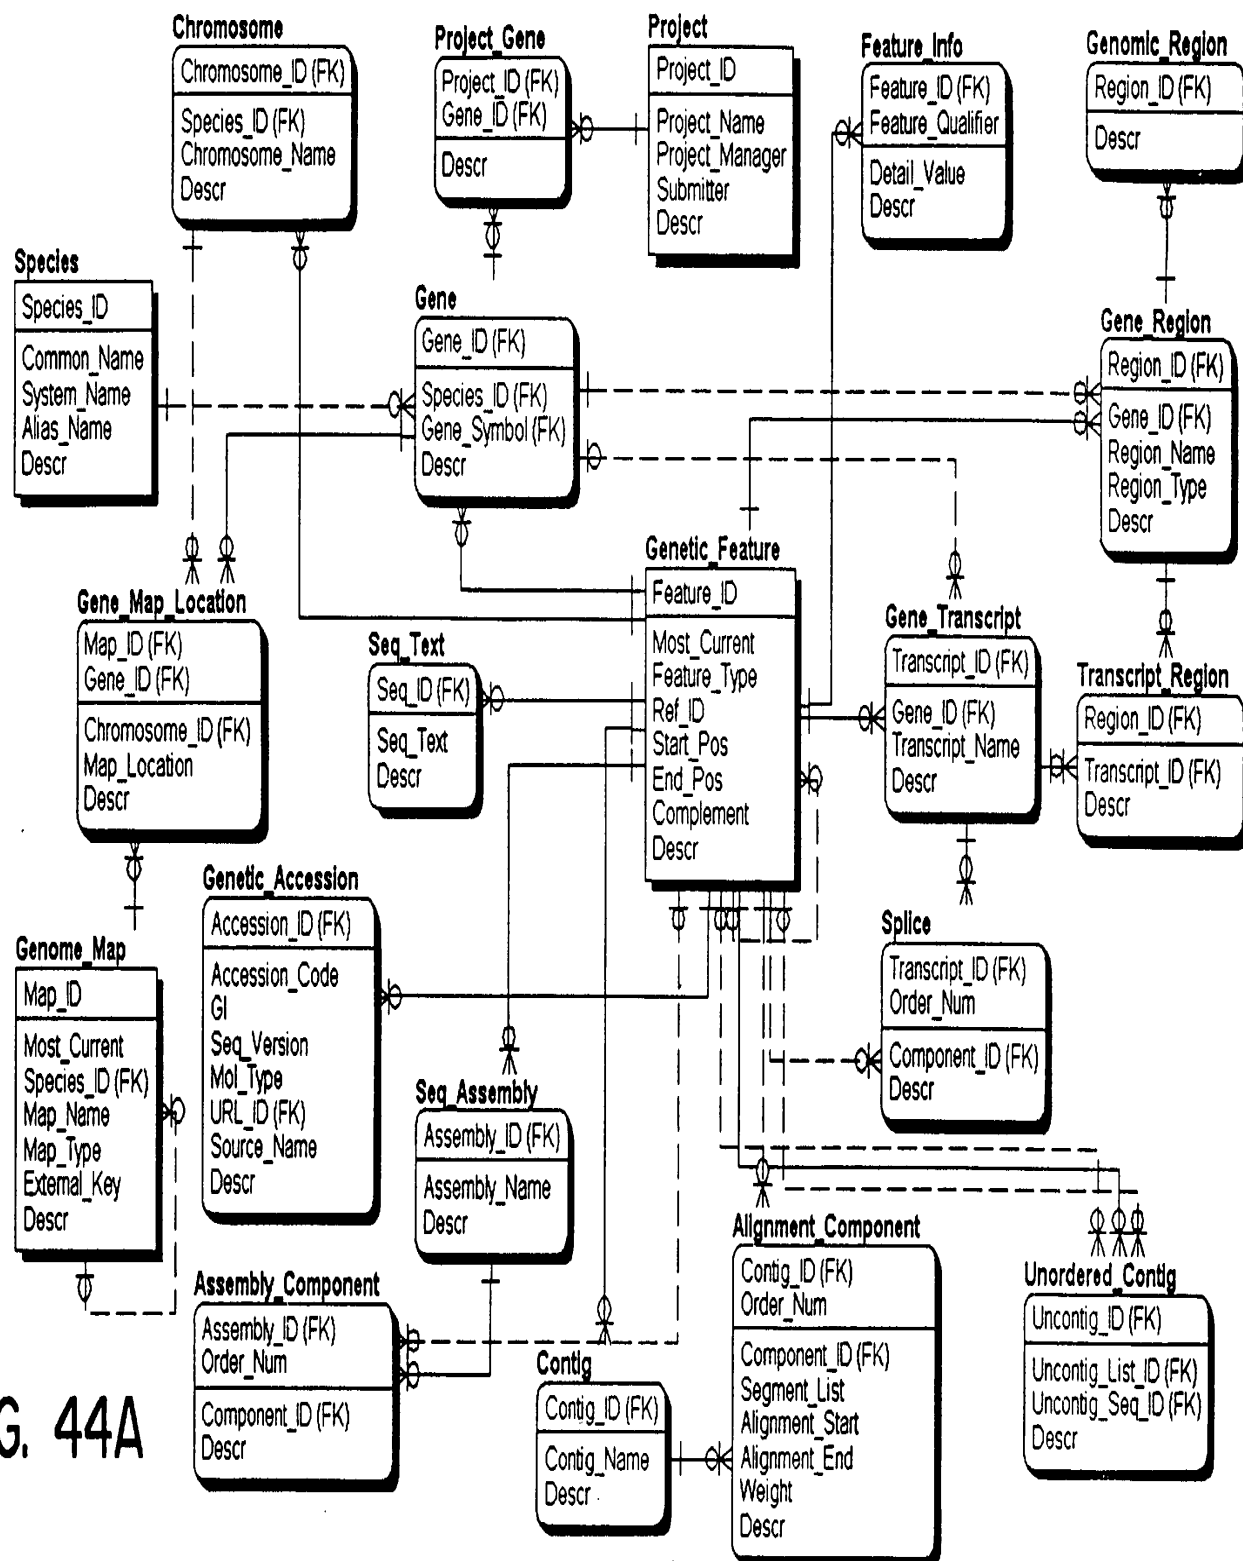 Chromosome
Chromosome_ID (FK)
Species_ID (FK)
Chromosome_Name
Descr
Project_Gene
Project_ID (FK)
Gene_ID (FK)
Descr
Project
Project_ID
Project_Name
Project_Manager
Submitter
Descr
Feature_Info
Feature_ID (FK)
Feature_Qualifier
Detail_Value
Descr
Genomic_Region
Region_ID (FK)
Descr
Species
Species_ID
Common_Name
System_Name
Alias_Name
Descr
Gene
Gene_ID (FK)
Species_ID (FK)
Gene_Symbol (FK)
Descr
Gene_Region
Region_ID (FK)
Gene_ID (FK)
Region_Name
Region_Type
Descr
Gene_Map_Location
Map_ID (FK)
Gene_ID (FK)
Chromosome_ID (FK)
Map_Location
Descr
Seq_Text
Seq_ID (FK)
Seq_Text
Descr
Genetic_Feature
Feature_ID
Most_Current
Feature_Type
Ref_ID
Start_Pos
End_Pos
Complement
Descr
Gene_Transcript
Transcript_ID (FK)
Gene_ID (FK)
Transcript_Name
Descr
Transcript_Region
Region_ID (FK)
Transcript_ID (FK)
Descr
Genome_Map
Map_ID
Most_Current
Species_ID (FK)
Map_Name
Map_Type
External_Key
Descr
Genetic_Accession
Accession_ID (FK)
Accession_Code
GI
Seq_Version
Mol_Type
URL_ID (FK)
Source_Name
Descr
Splice
Transcript_ID (FK)
Order_Num
Component_ID (FK)
Descr
Seq_Assembly
Assembly_ID (FK)
Assembly_Name
Descr
Assembly_Component
Assembly_ID (FK)
Order_Num
Component_ID (FK)
Descr
Contig
Contig_ID (FK)
Contig_Name
Descr
Alignment_Component
Contig_ID (FK)
Order_Num
Component_ID (FK)
Segment_List
Alignment_Start
Alignment_End
Weight
Descr
Unordered_Contig
Uncontig_ID (FK)
Uncontig_List_ID (FK)
Uncontig_Seq_ID (FK)
Descr
G. 44A